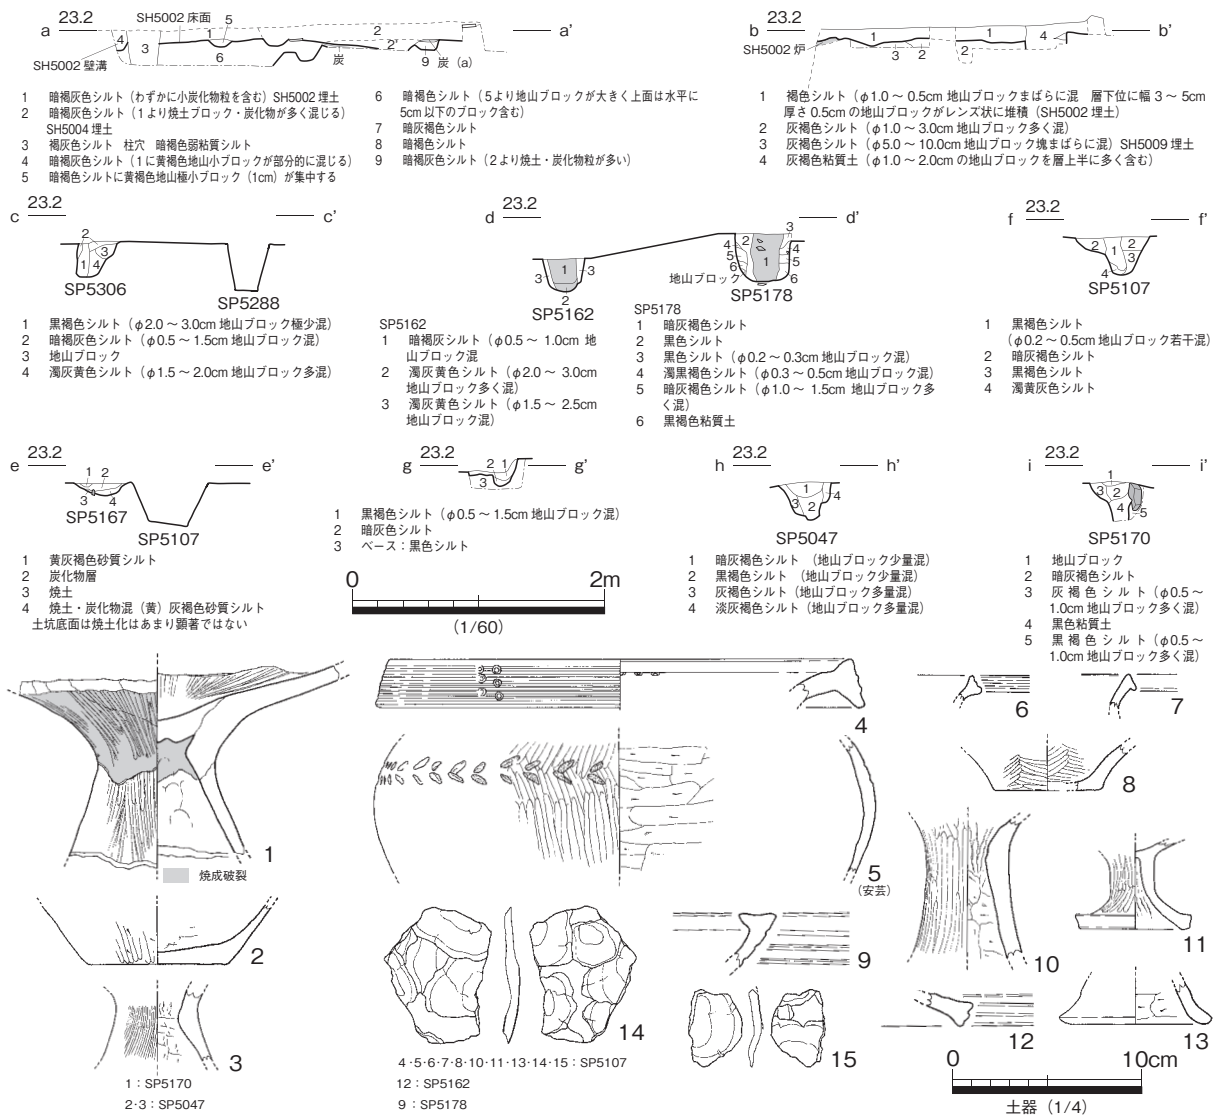 23.2
a
a'
SH5002 床面
5
1
2
4
3
6
2
SH5002 壁溝
炭
9
炭（a）
1 暗褐灰色シルト（わずかに小炭化物粒を含む）SH5002 埋土
2 暗褐灰色シルト（１より焼土ブロック・炭化物が多く混じる）
SH5004 埋土
3 褐灰色シルト　柱穴　暗褐色弱粘質シルト
4 暗褐灰色シルト（１に黄褐色地山小ブロックが部分的に混じる）
5 暗褐色シルトに黄褐色地山極小ブロック（1cm）が集中する
6 暗褐灰色シルト（５より地山ブロックが大きく上面は水平に
5cm 以下のブロック含む）
7 暗灰褐色シルト
8 暗褐色シルト
9 暗褐灰色シルト（２より焼土・炭化物粒が多い）
23.2
b
b'
SH5002 炉
1
3
2
1
2
4
1 褐色シルト（φ1.0 ～ 0.5cm 地山ブロックまばらに混　層下位に幅 3 ～ 5cm
厚さ 0.5cm の地山ブロックがレンズ状に堆積（SH5002 埋土）
2 灰褐色シルト（φ1.0 ～ 3.0cm 地山ブロック多く混）
3 灰褐色シルト（φ5.0 ～ 10.0cm 地山ブロック塊まばらに混）SH5009 埋土
4 灰褐色粘質土（φ1.0 ～ 2.0cm の地山ブロックを層上半に多く含む）
23.2
c
c'
2
3
1
4
SP5306
SP5288
1 黒褐色シルト（φ2.0 ～ 3.0cm 地山ブロック極少混）
2 暗褐灰色シルト（φ0.5 ～ 1.5cm 地山ブロック混）
3 地山ブロック
4 濁灰黄色シルト（φ1.5 ～ 2.0cm 地山ブロック多混）
23.2
d
d'
3
1
3
2
SP5162
3
4
2
1
4
5
5
6
6
地山ブロック
SP5178
SP5162
1 暗褐灰シルト（φ0.5 ～ 1.0cm 地
山ブロック混
2 濁灰黄色シルト（φ2.0 ～ 3.0cm
地山ブロック多く混）
3 濁灰黄色シルト（φ1.5 ～ 2.5cm
地山ブロック混）
SP5178
1 暗灰褐色シルト
2 黒色シルト
3 黒色シルト（φ0.2 ～ 0.3cm 地山ブロック混）
4 濁黒褐色シルト（φ0.3 ～ 0.5cm 地山ブロック混）
5 暗灰褐色シルト（φ1.0 ～ 1.5cm 地山ブロック多
く混）
6 黒褐色粘質土
23.2
f
f'
2
1
2
3
4
SP5107
1 黒褐色シルト
（φ0.2 ～ 0.5cm 地山ブロック若干混）
2 暗灰褐色シルト
3 黒褐色シルト
4 濁黄灰色シルト
23.2
e
e'
1
2
3
4
SP5167
SP5107
1 黄灰褐色砂質シルト
2 炭化物層
3 焼土
4 焼土・炭化物混（黄）灰褐色砂質シルト
土坑底面は焼土化はあまり顕著ではない
23.2
g
g'
2
1
3
1 黒褐色シルト（φ0.5 ～ 1.5cm 地山ブロック混）
2 暗灰色シルト
3 ベース：黒色シルト
0
2m
（1/60）
23.2
h
h'
1
4
3
2
SP5047
1 暗灰褐色シルト （地山ブロック少量混）
2 黒褐色シルト （地山ブロック少量混）
3 灰褐色シルト（地山ブロック多量混）
4 淡灰褐色シルト（地山ブロック多量混）
23.2
i
i'
1
3
2
4
5
SP5170
1 地山ブロック
2 暗灰褐色シルト
3 灰褐色シルト（φ0.5 ～
1.0cm 地山ブロック多く混）
4 黒色粘質土
5 黒褐色シルト（φ0.5 ～
1.0cm 地山ブロック多く混）
1
焼成破裂
2
3
1：SP5170
2･3：SP5047
4
5
（安芸）
6
7
8
9
10
11
12
13
14
15
4･5･6･7･8･10･11･13･14･15：SP5107
12：SP5162
9：SP5178
0
10cm
土器（1/4）